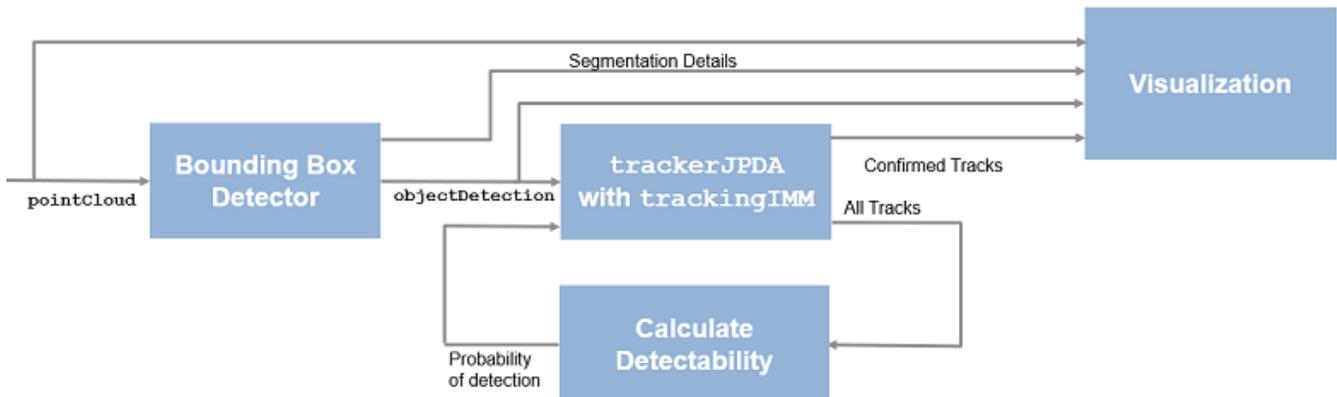 Segmentation Details
Visualization
Bounding Box
Detector
trackerJPDA
with trackingIMM
Confirmed Tracks
pointCloud
objectDetection
All Tracks
Calculate
Detectability
Probability
of detection